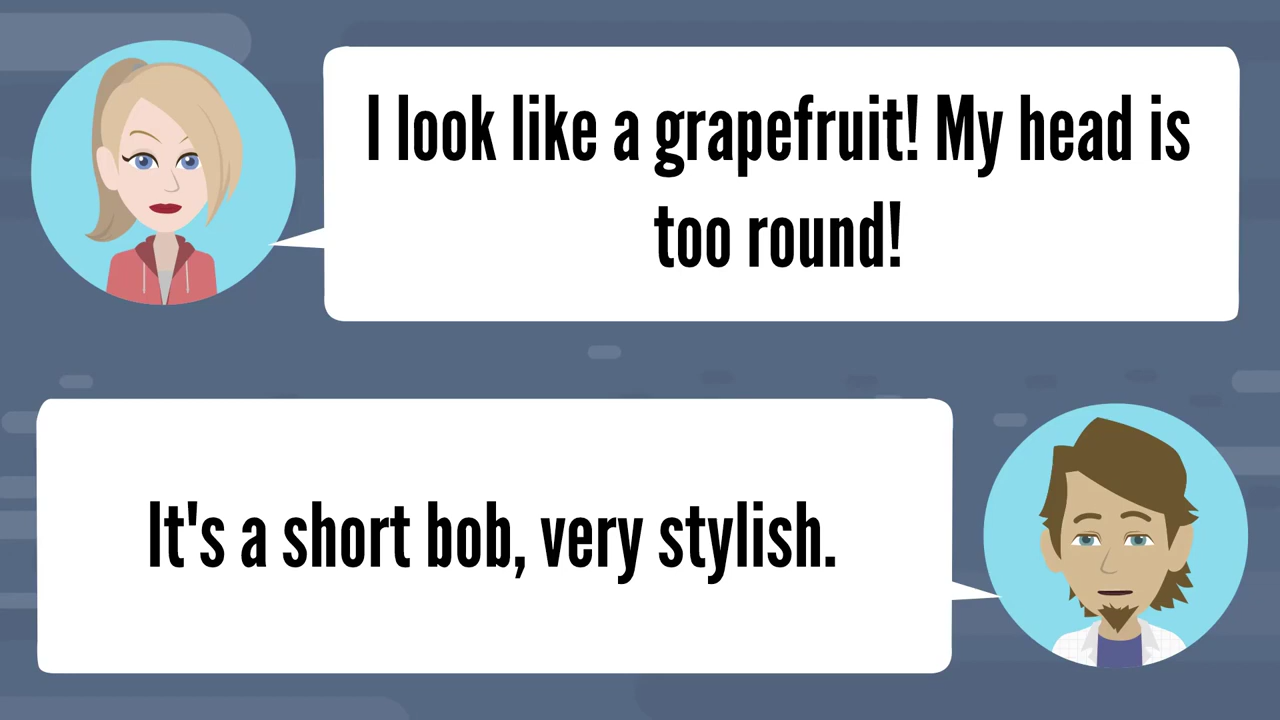 I look like a grapefruit! My head is
too round!
It's a short bob, very stylish.